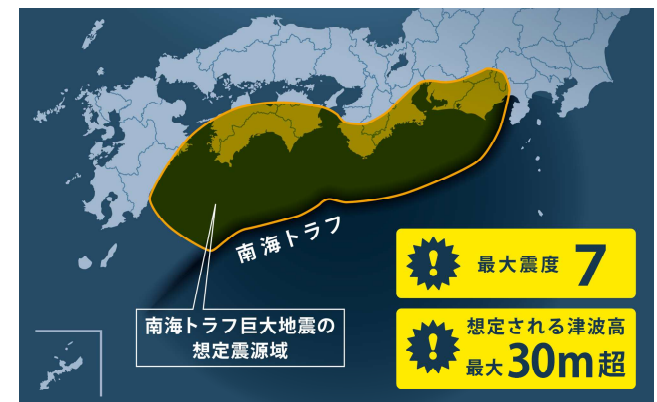 南海トラフ
南海トラフ巨大地震の
想定震源域
最大震度 7
想定される津波高
最大30m超